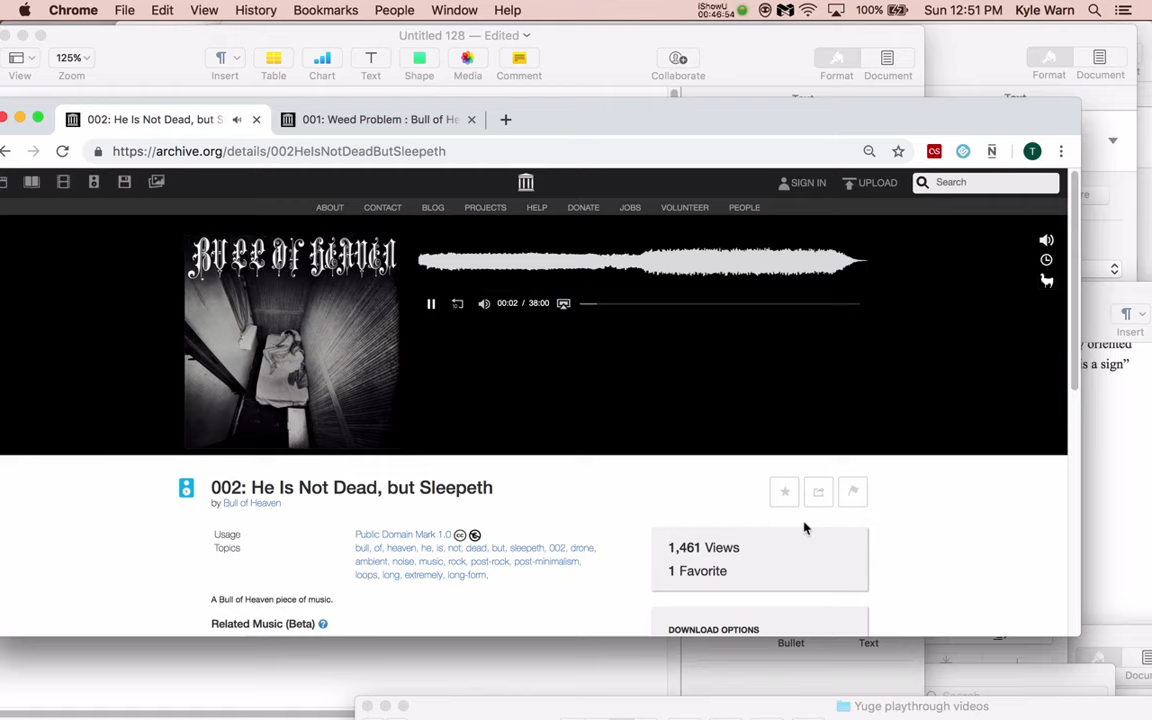 Chrome File Edit View History Bookmarks People Window Help iShowU 00:46:54 100% Sun 12:51 PM Kyle Warn
Untitled 128 — Edited
125%
View Zoom Insert Table Chart Text Shape Media Comment Collaborate Format Document Format Document
002: He Is Not Dead, but S 001: Weed Problem : Bull of He
https://archive.org/details/002HeIsNotDeadButSleepeth T
SIGN IN UPLOAD Search
ABOUT CONTACT BLOG PROJECTS HELP DONATE JOBS VOLUNTEER PEOPLE
BULL OF HEAVEN
00:02 / 38:00
Insert
oriented
is a sign”
002: He Is Not Dead, but Sleepeth
by Bull of Heaven
Usage Public Domain Mark 1.0
Topics bull, of, heaven, he, is, not, dead, but, sleepeth, 002, drone,
ambient, noise, music, rock, post-rock, post-minimalism,
loops, long, extremely, long-form,
1,461 Views
1 Favorite
A Bull of Heaven piece of music.
Related Music (Beta) ?
DOWNLOAD OPTIONS
Bullet Text
Docu
Yuge playthrough videos